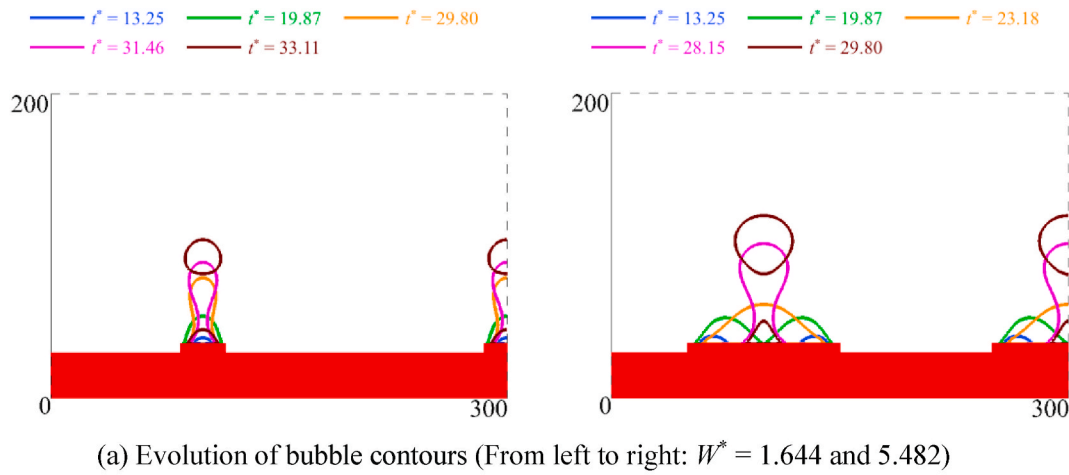 t* = 13.25 t* = 19.87 t* = 29.80
t* = 31.46 t* = 33.11
200
0
300
t* = 13.25 t* = 19.87 t* = 23.18
t* = 28.15 t* = 29.80
200
0
300
(a) Evolution of bubble contours (From left to right: W* = 1.644 and 5.482)